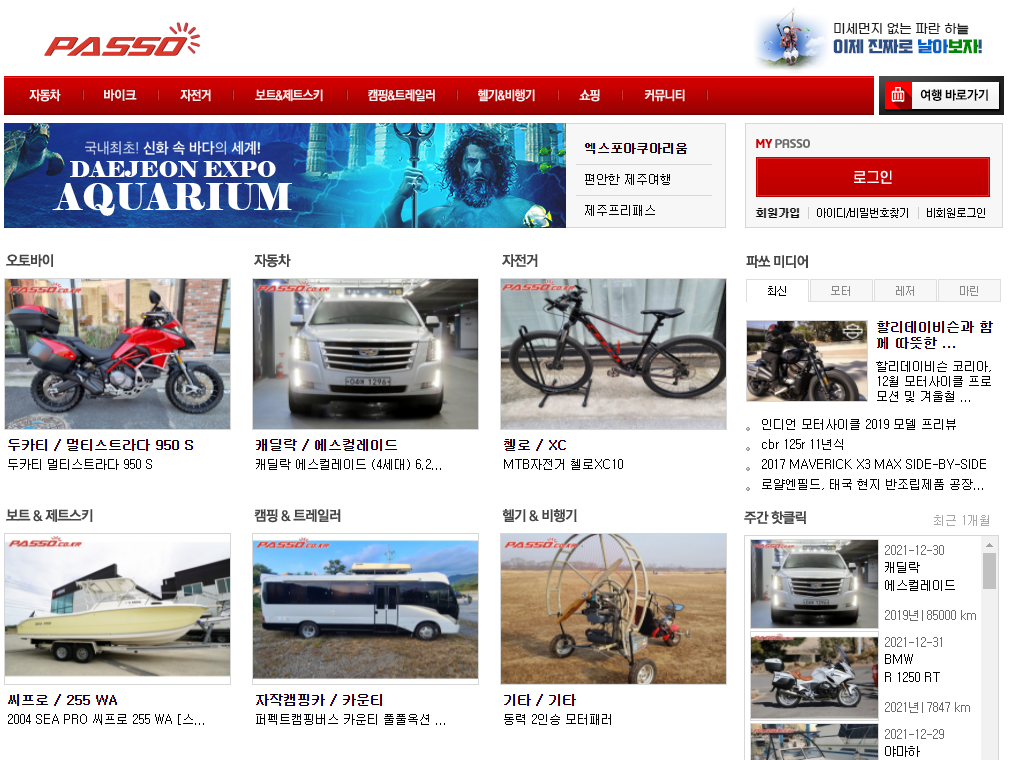 PASSO
미세먼지 없는 파란 하늘
이제 진짜로 날아보자!
자동차 바이크 자전거 보트&제트스키 캠핑&트레일러 헬기&비행기 쇼핑 커뮤니티
여행 바로가기
국내최초! 신화 속 바다의 세계!
DAEJEON EXPO
AQUARIUM
엑스포아쿠아리움
편안한 제주여행
제주프리패스
MY PASSO
로그인
회원가입 아이디/비밀번호찾기 비회원로그인
오토바이
PASSO.CO.KR
두카티 / 멀티스트라다 950 S
두카티 멀티스트라다 950 S
자동차
PASSO.CO.KR
04루 1296
캐딜락 / 에스컬레이드
캐딜락 에스컬레이드 (4세대) 6.2...
자전거
PASSO.CO.KR
첼로 / XC
MTB자전거 첼로XC10
파쏘 미디어
최신 모터 레저 마린
할리데이비슨과 함
께 따뜻한 ...
할리데이비슨 코리아,
12월 모터사이클 프로
모션 및 겨울철 ...
인디언 모터사이클 2019 모델 프리뷰
cbr 125r 11년식
2017 MAVERICK X3 MAX SIDE-BY-SIDE
로얄엔필드, 태국 현지 반조립제품 공장...
보트 & 제트스키
PASSO.CO.KR
씨프로 / 255 WA
2004 SEA PRO 씨프로 255 WA [스...
캠핑 & 트레일러
PASSO.CO.KR
자작캠핑카 / 카운티
퍼펙트캠핑버스 카운티 풀풀옥션 ...
헬기 & 비행기
PASSO.CO.KR
기타 / 기타
동력 2인승 모터패러
주간 핫클릭 최근 1개월
2021-12-30
캐딜락
에스컬레이드
2019년 | 85000 km
2021-12-31
BMW
R 1250 RT
2021년 | 7847 km
2021-12-29
야마하